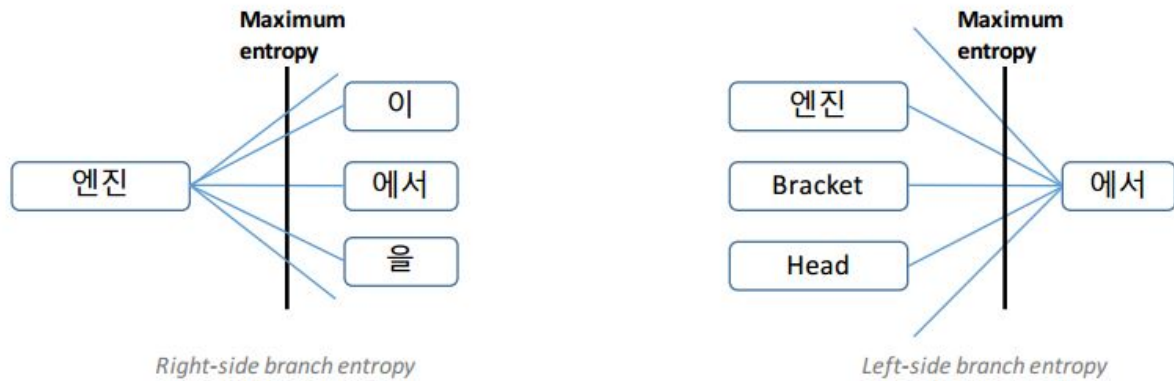 Maximum
entropy
이
엔진
에서
을
Right-side branch entropy
Maximum
entropy
엔진
Bracket
에서
Head
Left-side branch entropy